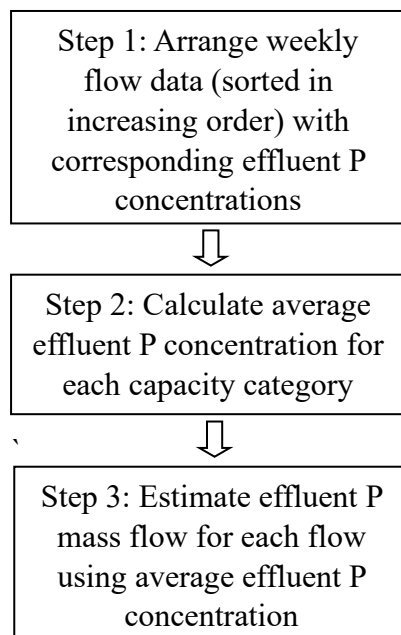 Step 1: Arrange weekly
flow data (sorted in
increasing order) with
corresponding effluent P
concentrations
Step 2: Calculate average
effluent P concentration for
each capacity category
`
Step 3: Estimate effluent P
mass flow for each flow
using average effluent P
concentration